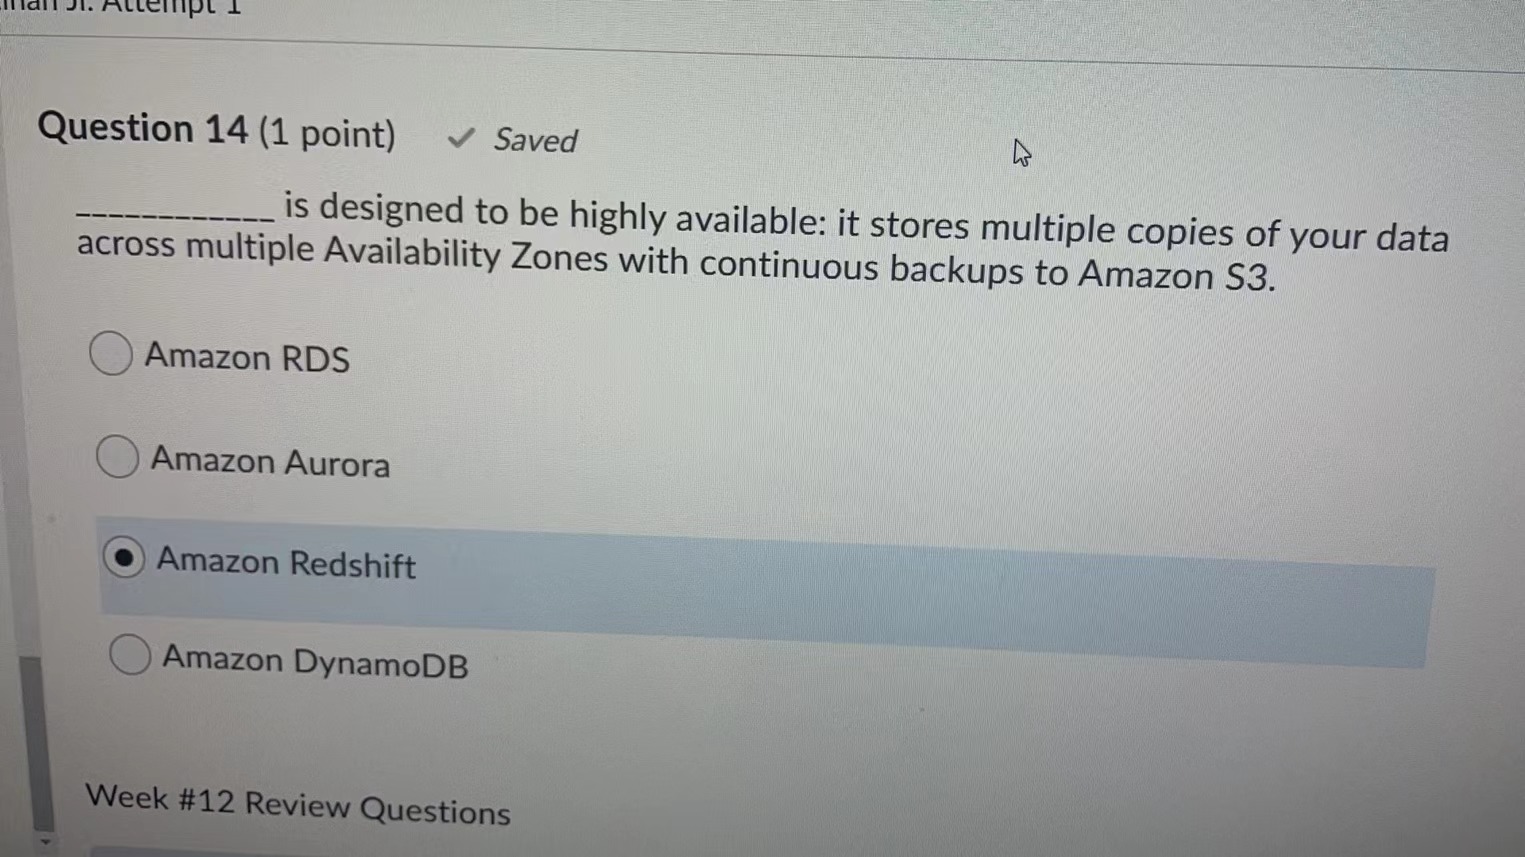 Attempt 1
Question 14 (1 point) ✓ Saved
____________ is designed to be highly available: it stores multiple copies of your data
across multiple Availability Zones with continuous backups to Amazon S3.
Amazon RDS
Amazon Aurora
Amazon Redshift
Amazon DynamoDB
Week #12 Review Questions